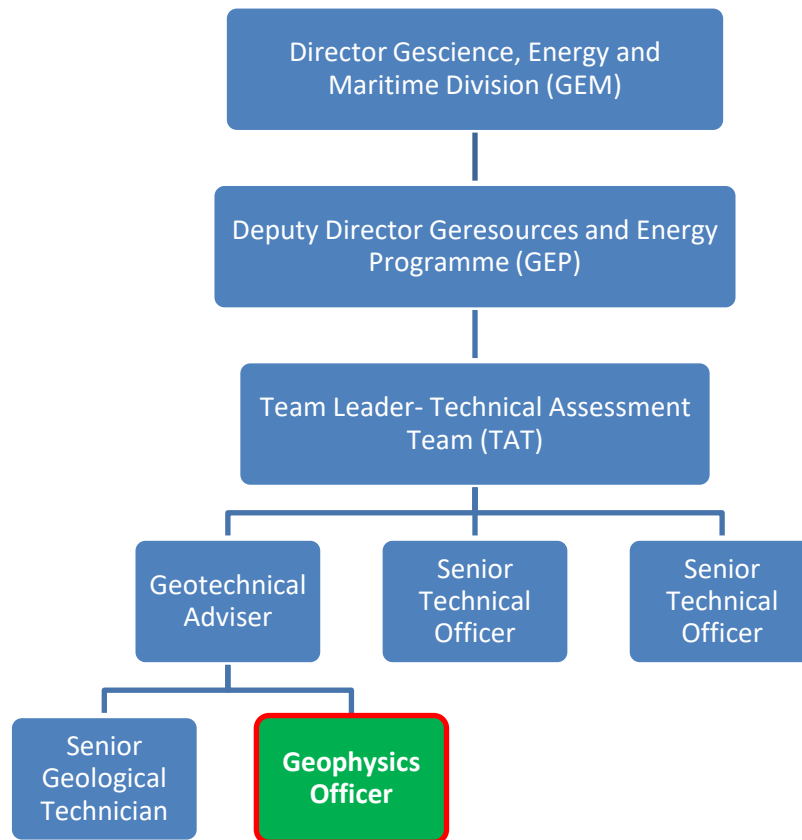 Director Gescience, Energy and
Maritime Division (GEM)
Deputy Director Geresources and Energy
Programme (GEP)
Team Leader- Technical Assessment
Team (TAT)
Geotechnical
Adviser
Senior
Technical
Officer
Senior
Technical
Officer
Senior
Geological
Technician
Geophysics
Officer